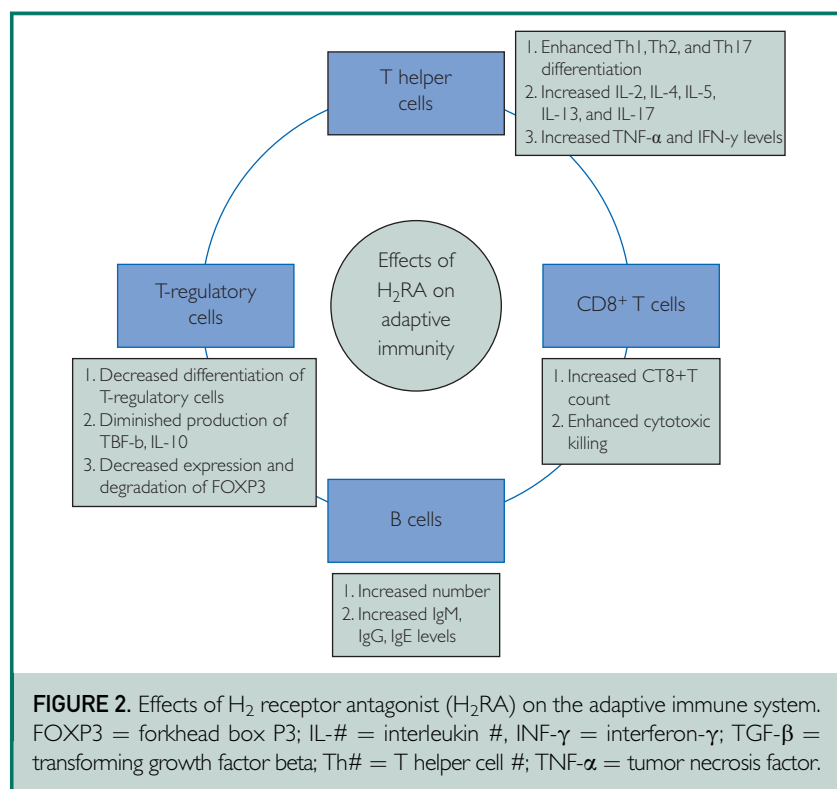 T helper
cells
1. Enhanced Th1, Th2, and Th17
differentiation
2. Increased IL-2, IL-4, IL-5,
IL-13, and IL-17
3. Increased TNF-α and IFN-y levels
Effects of
H₂RA on
adaptive
immunity
T-regulatory
cells
1. Decreased differentiation of
T-regulatory cells
2. Diminished production of
TBF-b, IL-10
3. Decreased expression and
degradation of FOXP3
CD8⁺ T cells
1. Increased CT8+T
count
2. Enhanced cytotoxic
killing
B cells
1. Increased number
2. Increased IgM,
IgG, IgE levels
FIGURE 2. Effects of H₂ receptor antagonist (H₂RA) on the adaptive immune system.
FOXP3 = forkhead box P3; IL-# = interleukin #, INF-γ = interferon-γ; TGF-β =
transforming growth factor beta; Th# = T helper cell #; TNF-α = tumor necrosis factor.